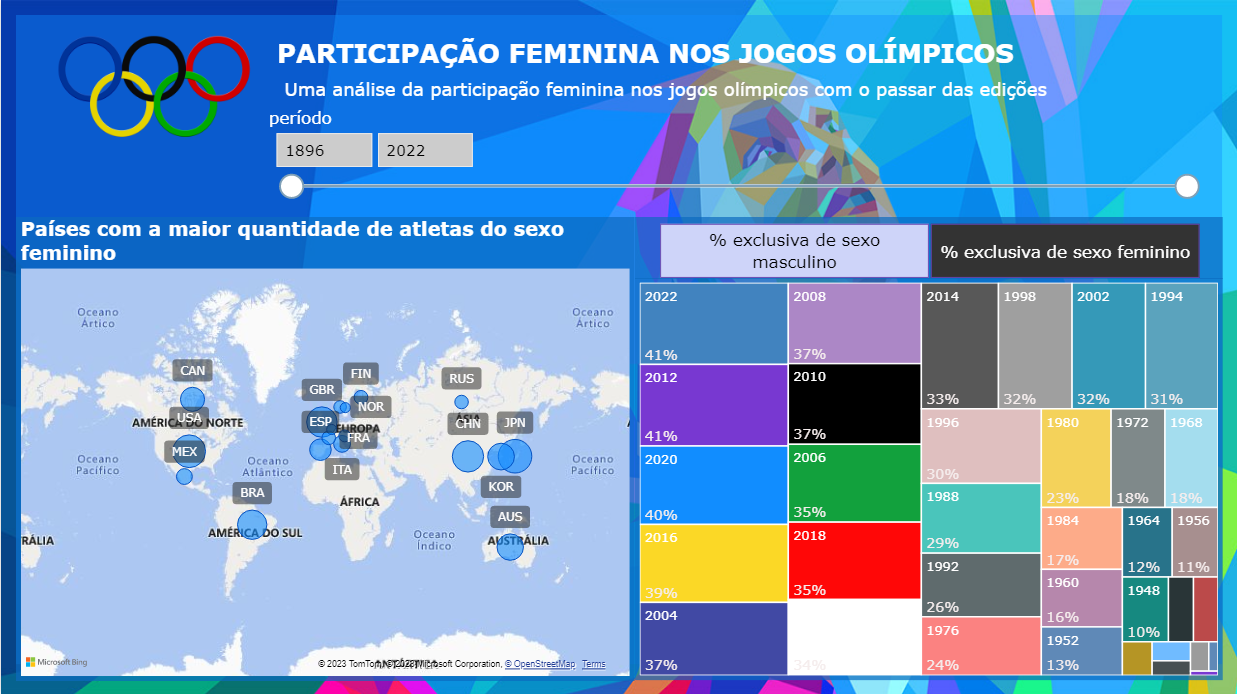 PARTICIPAÇÃO FEMININA NOS JOGOS OLÍMPICOS
Uma análise da participação feminina nos jogos olímpicos com o passar das edições
período
1896
2022
Países com a maior quantidade de atletas do sexo
feminino
Oceano
Ártico
Oceano
Ártico
CAN
FIN
RUS
GBR
NOR
USA
AMÉRICA DO NORTE
ESP
EUROPA
ÁSIA
CHN
JPN
FRA
MEX
Oceano
Pacífico
Oceano
Atlântico
ITA
Oceano
Pacífico
BRA
ÁFRICA
KOR
AUS
AMÉRICA DO SUL
Oceano
Índico
AUSTRÁLIA
RÁLIA
Microsoft Bing
© 2023 TomTom, © 2023 Microsoft Corporation, © OpenStreetMap Terms
% exclusiva de sexo
masculino
% exclusiva de sexo feminino
2022
41%
2012
41%
2020
40%
2016
39%
2004
37%
2008
37%
2010
37%
2006
35%
2018
35%
34%
2014
33%
1998
32%
2002
32%
1994
31%
1996
30%
1988
29%
1992
26%
1976
24%
1980
23%
1972
18%
1968
18%
1984
17%
1960
16%
1952
13%
1964
12%
1956
11%
1948
10%